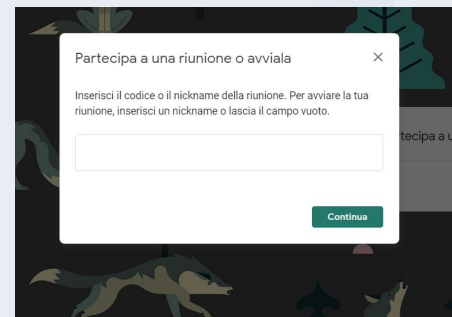 Partecipa a una riunione o avviala
Inserisci il codice o il nickname della riunione. Per avviare la tua
riunione, inserisci un nickname o lascia il campo vuoto.
tecipa a u
Continua